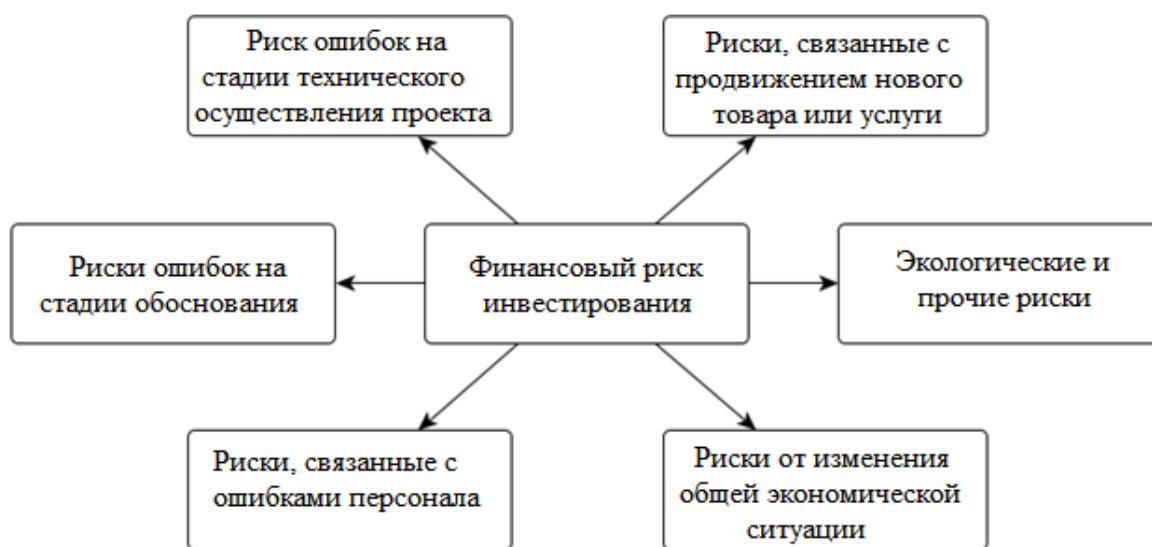 Риск ошибок на
стадии технического
осуществления проекта
Риски, связанные с
продвижением нового
товара или услуги
Риски ошибок на
стадии обоснования
Финансовый риск
инвестирования
Экологические и
прочие риски
Риски, связанные с
ошибками персонала
Риски от изменения
общей экономической
ситуации